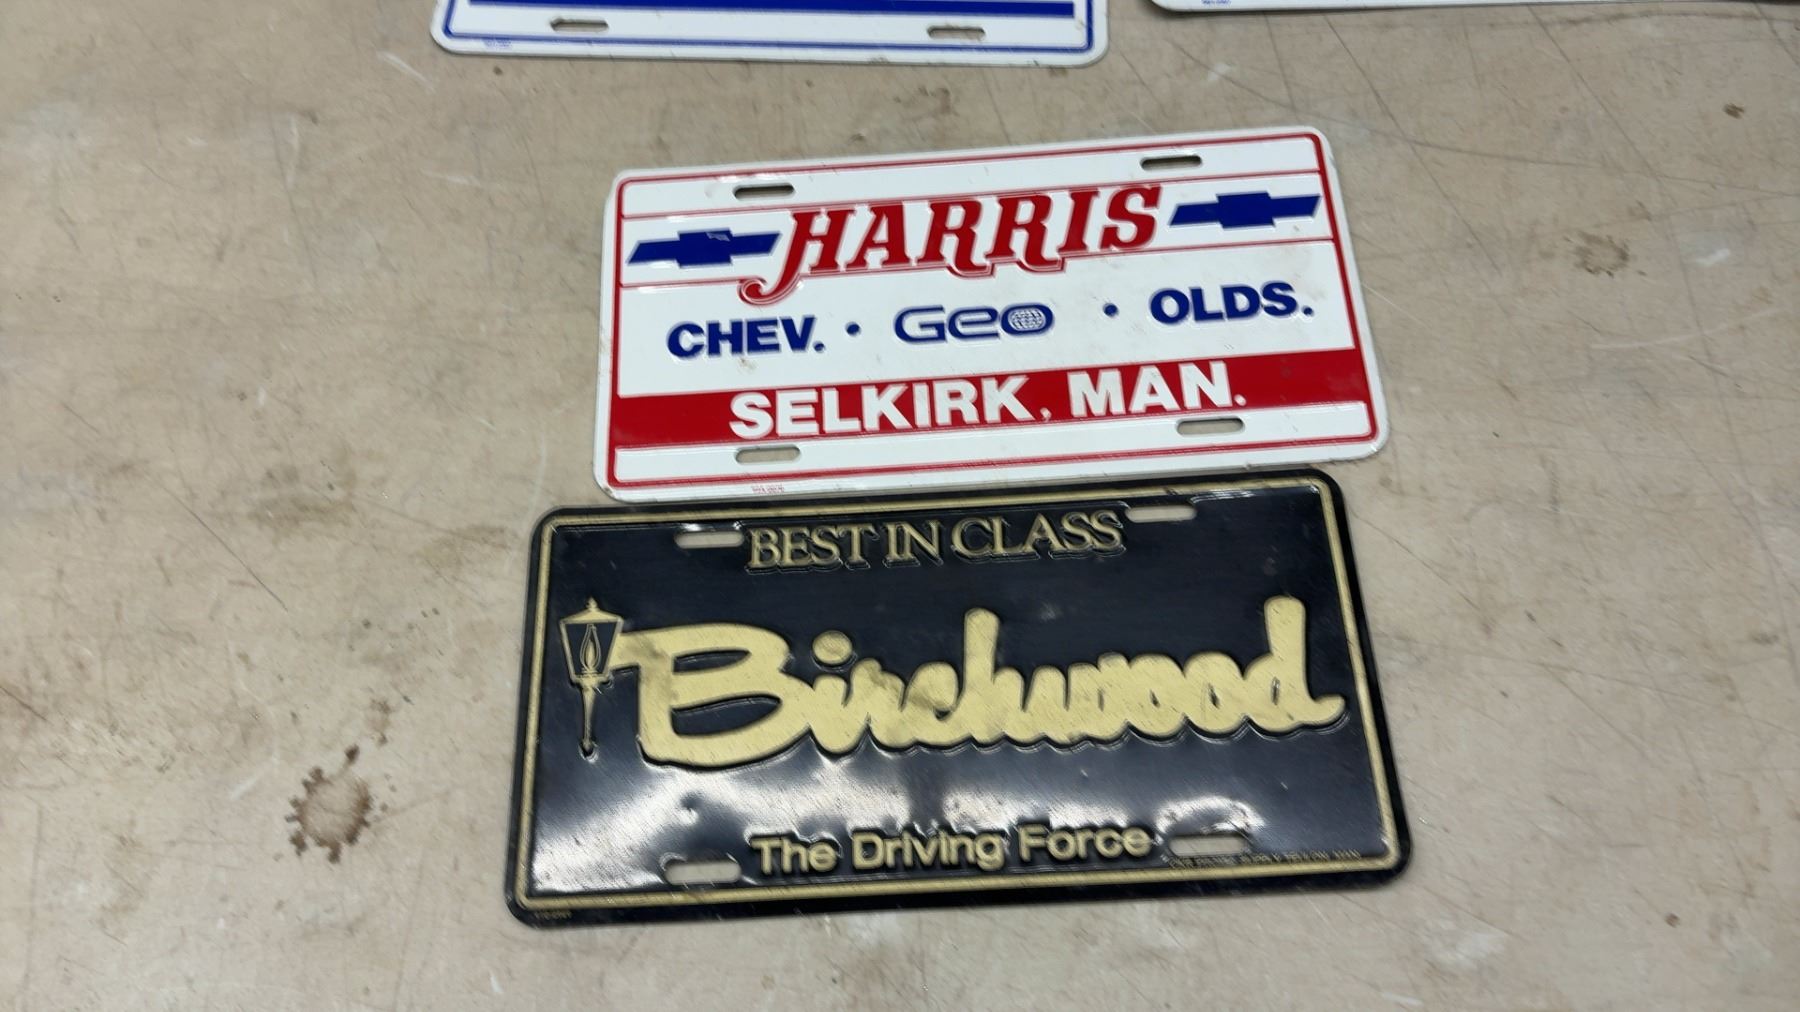 HARRIS
CHEV. • Geo • OLDS.
SELKIRK, MAN.
BEST IN CLASS
Birchwood
The Driving Force